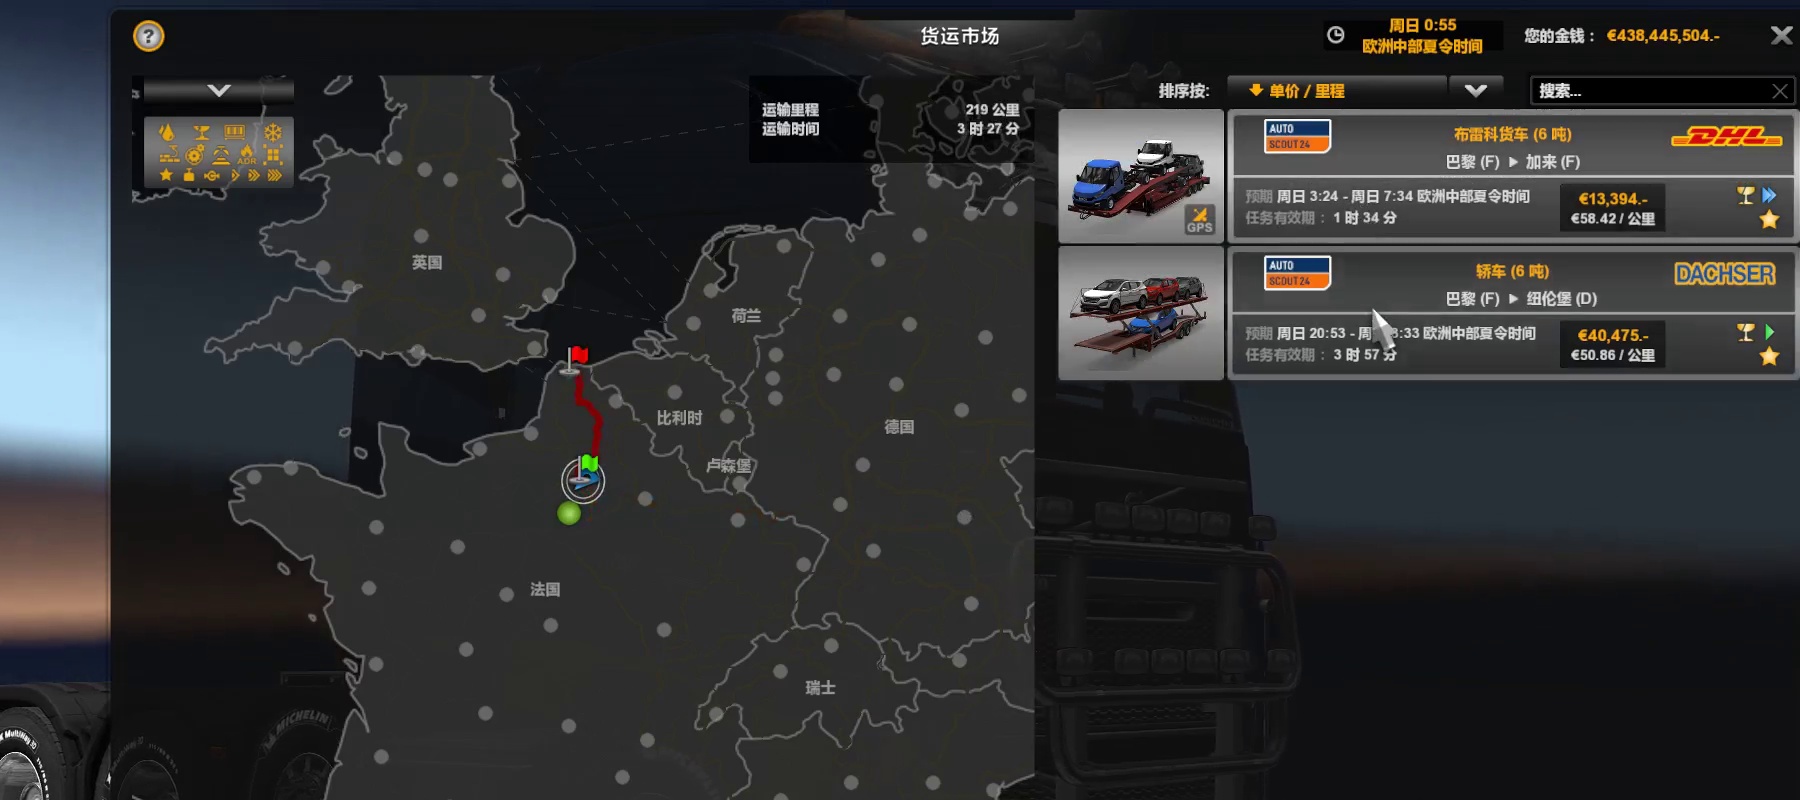 ?
货运市场
周日 0:55
欧洲中部夏令时间
您的金钱： €438,445,504.-
运输里程 219 公里
运输时间 3 时 27 分
排序按:
单价 / 里程
搜索...
ADR
英国
荷兰
比利时
德国
卢森堡
法国
瑞士
GPS
AUTO
SCOUT24
布雷科货车 (6 吨)
DHL
巴黎 (F) ▶ 加来 (F)
预期 周日 3:24 - 周日 7:34 欧洲中部夏令时间
任务有效期： 1 时 34 分
€13,394.-
€58.42 / 公里
AUTO
SCOUT24
轿车 (6 吨)
DACHSER
巴黎 (F) ▶ 纽伦堡 (D)
预期 周日 20:53 - 周 3:33 欧洲中部夏令时间
任务有效期： 3 时 57 分
€40,475.-
€50.86 / 公里
MICHELIN